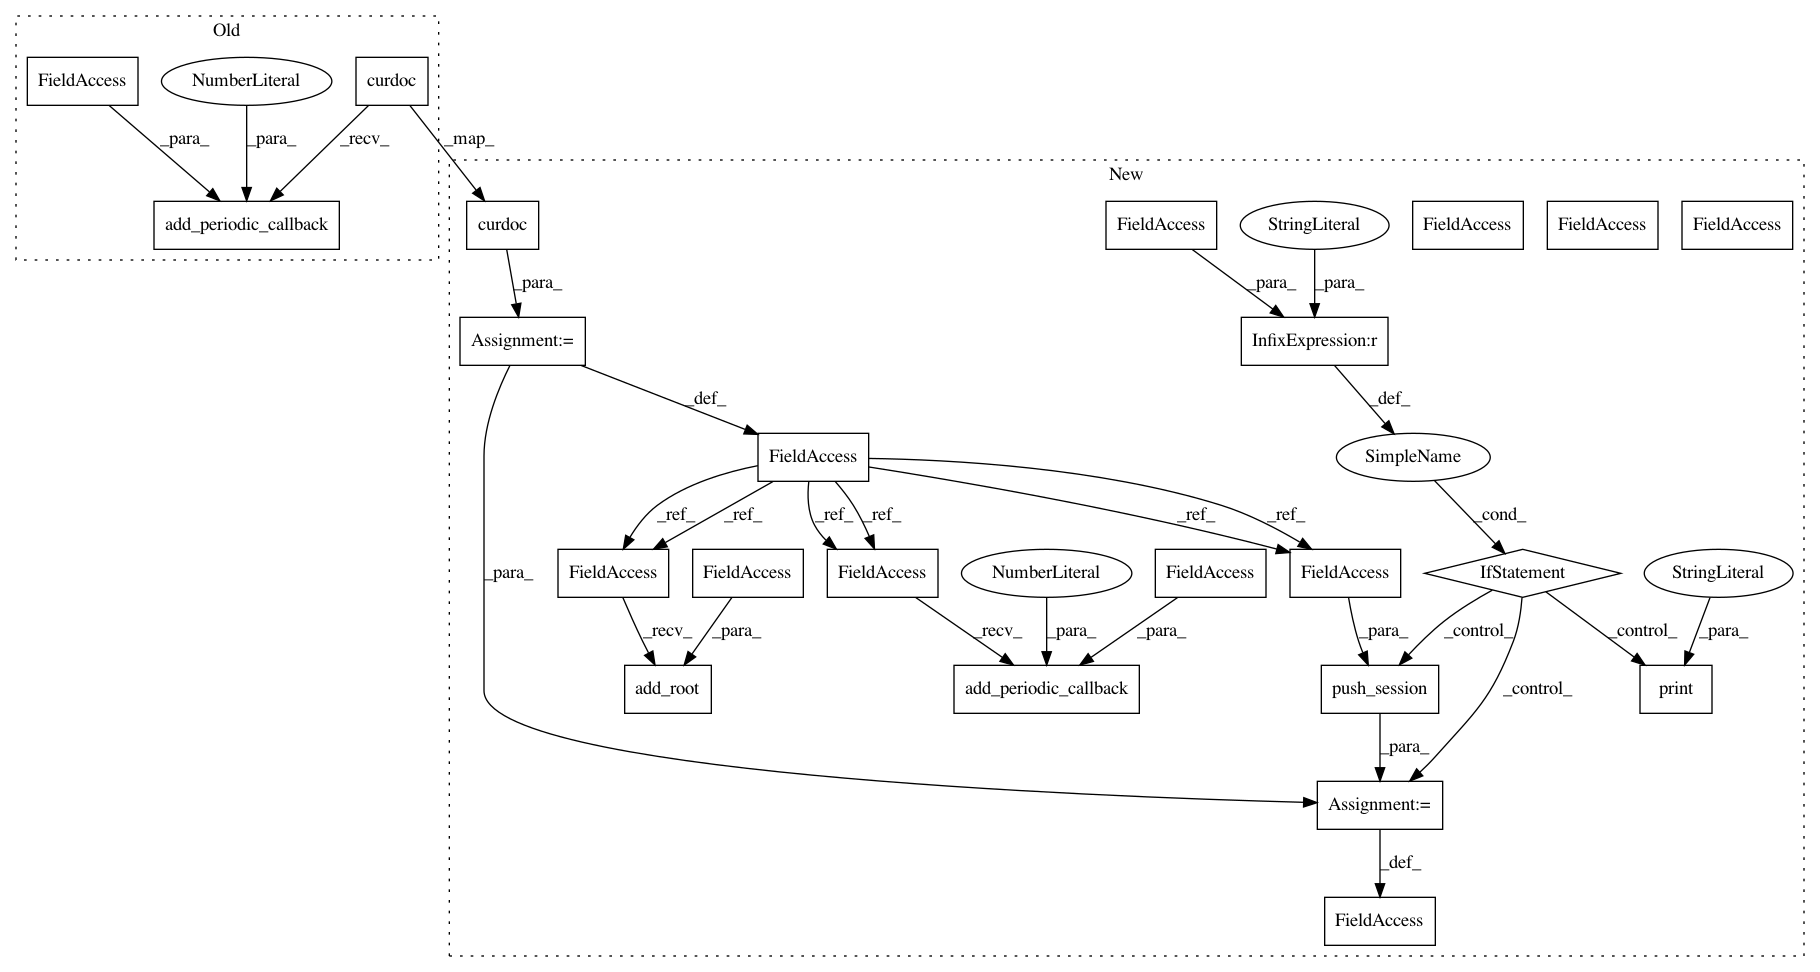 Old
FieldAccess
NumberLiteral
curdoc
_para_
_para_
_recv_
_map_
add_periodic_callback
New
curdoc
FieldAccess
StringLiteral
FieldAccess
FieldAccess
FieldAccess
_para_
_para_
_para_
Assignment:=
InfixExpression:r
_def_
_def_
FieldAccess
SimpleName
_ref_
_ref_
_ref_
_ref_
_ref_
_ref_
_cond_
_para_
FieldAccess
FieldAccess
FieldAccess
NumberLiteral
FieldAccess
FieldAccess
IfStatement
StringLiteral
_recv_
_para_
_recv_
_para_
_para_
_para_
_control_
_control_
_para_
add_root
add_periodic_callback
push_session
_control_
print
_para_
Assignment:=
_def_
FieldAccess